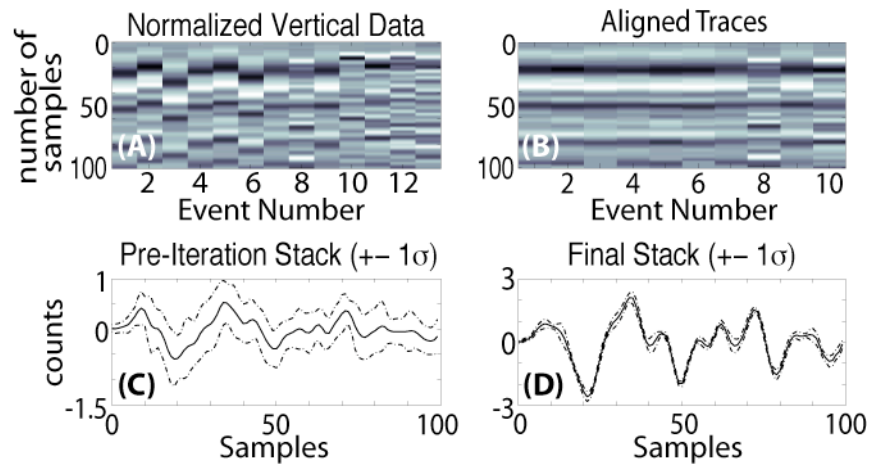 Normalized Vertical Data
number of
samples
0
50
100
(A)
2 4 6 8 10 12
Event Number
Aligned Traces
0
50
100
(B)
2 4 6 8 10
Event Number
Pre-Iteration Stack (+− 1σ)
counts
1
0
-1.5
(C)
0 50 100
Samples
Final Stack (+− 1σ)
3
0
-3
(D)
0 50 100
Samples